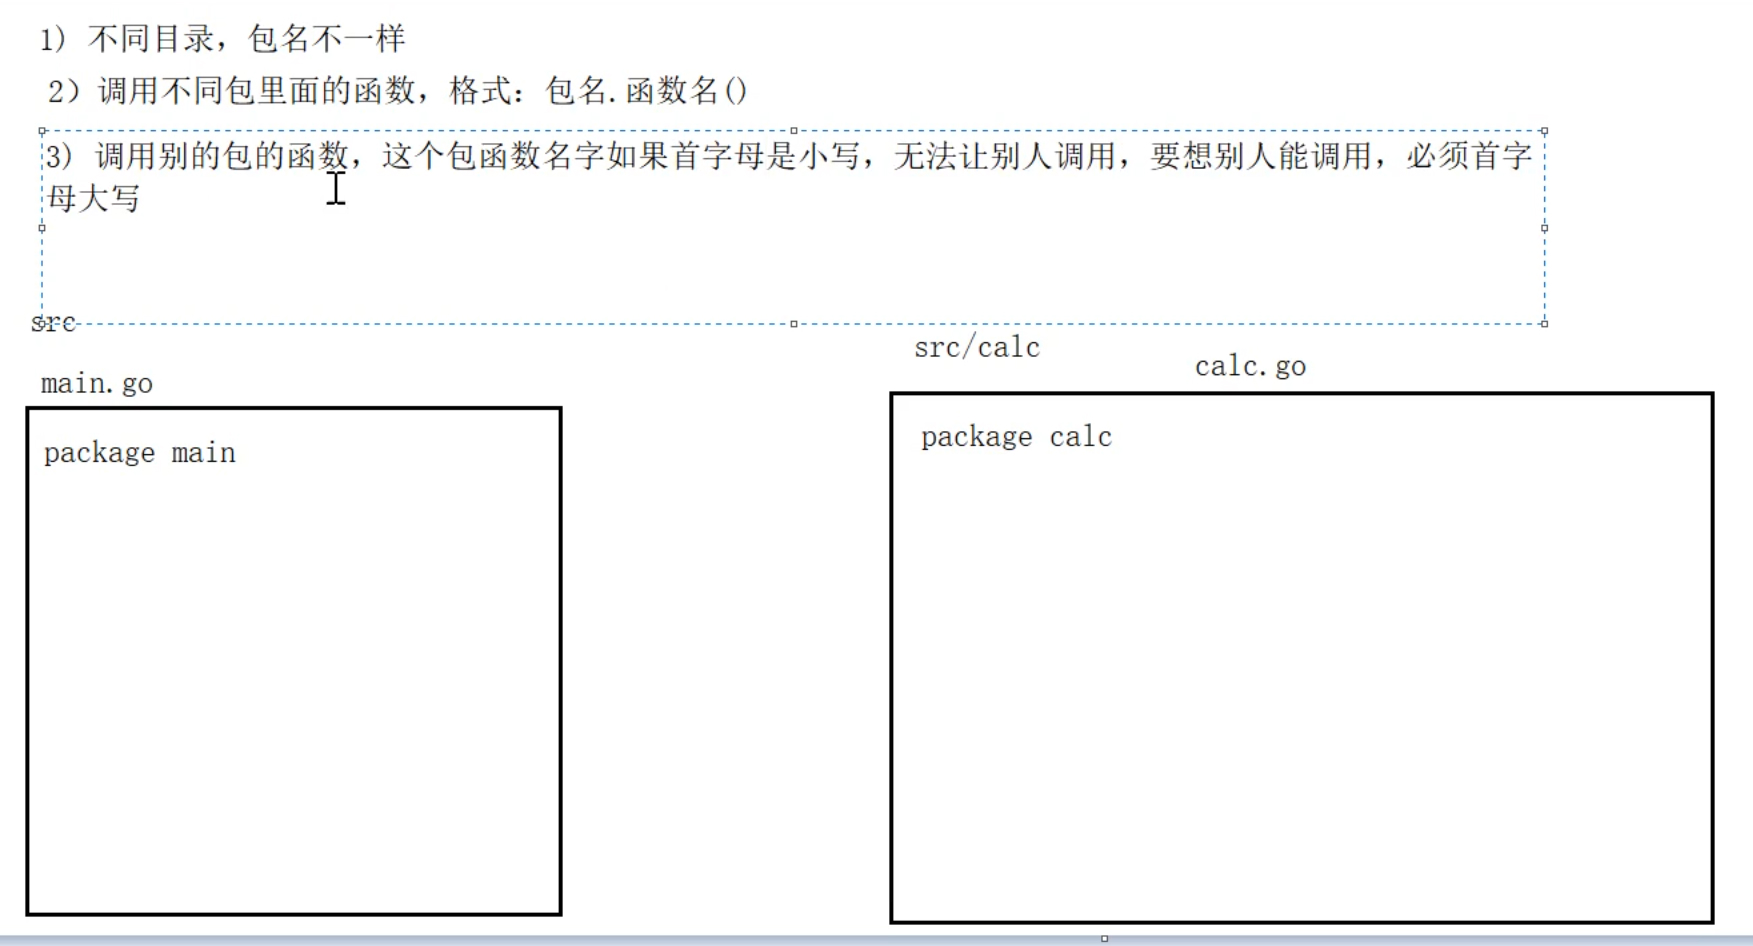 1) 不同目录，包名不一样
2）调用不同包里面的函数，格式：包名.函数名()
3) 调用别的包的函数，这个包函数名字如果首字母是小写，无法让别人调用，要想别人能调用，必须首字
母大写
src
src/calc
calc.go
main.go
package main
package calc